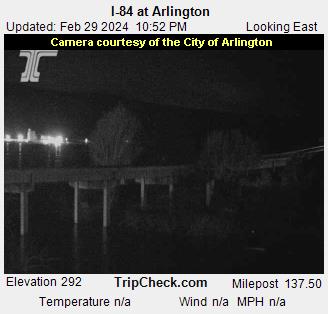 I-84 at Arlington
Updated: Feb 29 2024 10:52 PM Looking East
Camera courtesy of the City of Arlington
Elevation 292 TripCheck.com Milepost 137.50
Temperature n/a Wind n/a MPH n/a